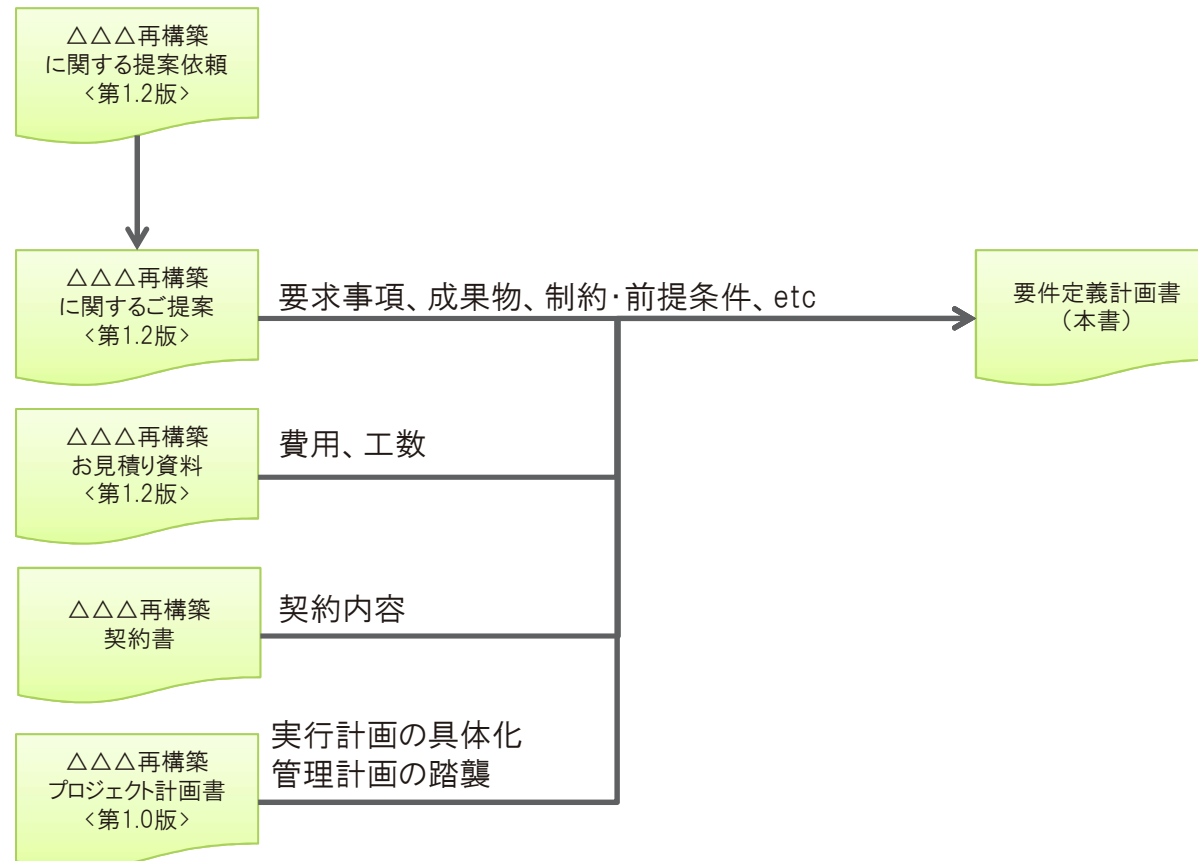 △△△再構築
に関する提案依頼
<第1.2版>
△△△再構築
に関するご提案
<第1.2版>
要求事項、成果物、制約・前提条件、etc
要件定義計画書
（本書）
△△△再構築
お見積り資料
<第1.2版>
費用、工数
△△△再構築
契約書
契約内容
△△△再構築
プロジェクト計画書
<第1.0版>
実行計画の具体化
管理計画の踏襲